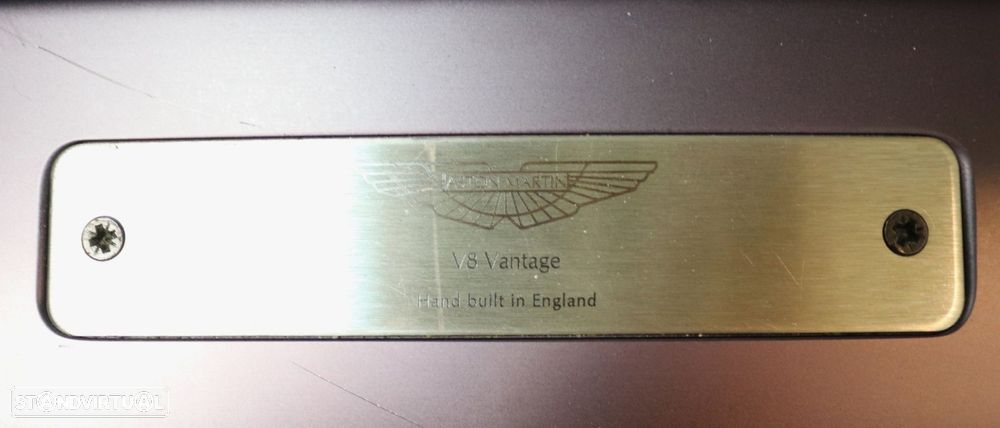 ASTON MARTIN
V8 Vantage
Hand built in England
STANDVIRTUAL